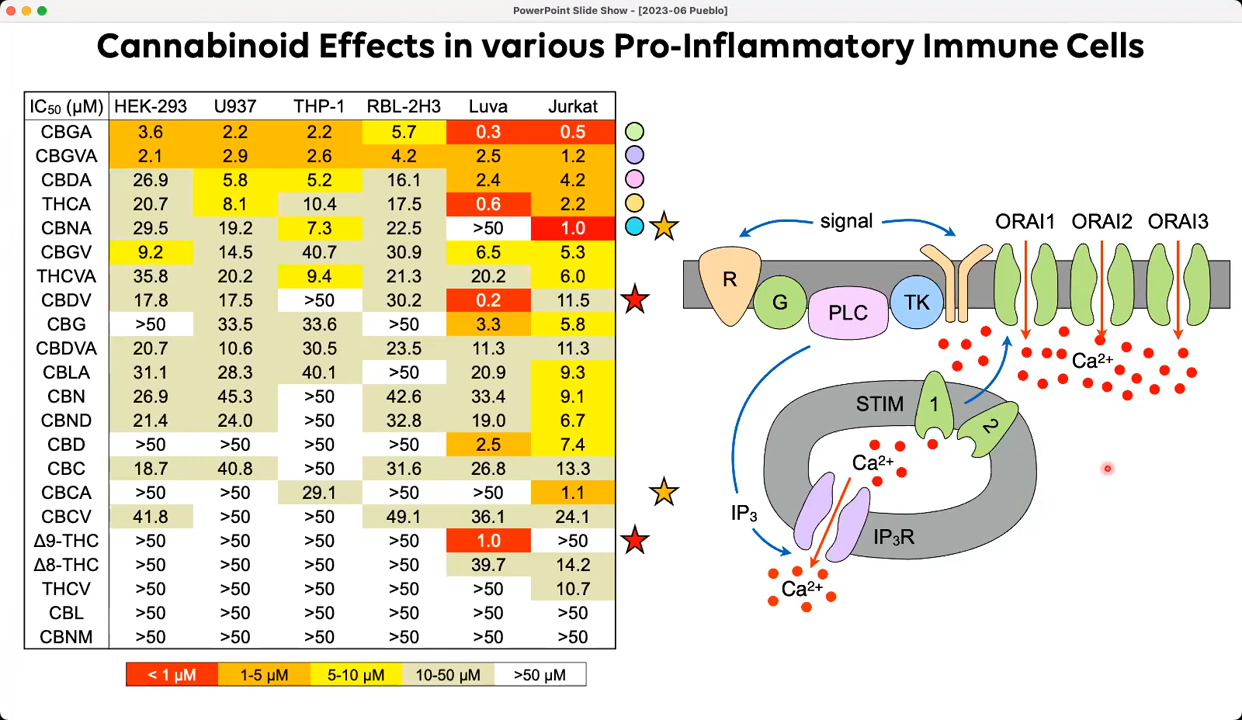 PowerPoint Slide Show - [2023-06 Pueblo]
Cannabinoid Effects in various Pro-Inflammatory Immune Cells
IC₅₀ (µM) HEK-293 U937 THP-1 RBL-2H3 Luva Jurkat
CBGA 3.6 2.2 2.2 5.7 0.3 0.5
CBGVA 2.1 2.9 2.6 4.2 2.5 1.2
CBDA 26.9 5.8 5.2 16.1 2.4 4.2
THCA 20.7 8.1 10.4 17.5 0.6 2.2
CBNA 29.5 19.2 7.3 22.5 >50 1.0
CBGV 9.2 14.5 40.7 30.9 6.5 5.3
THCVA 35.8 20.2 9.4 21.3 20.2 6.0
CBDV 17.8 17.5 >50 30.2 0.2 11.5
CBG >50 33.5 33.6 >50 3.3 5.8
CBDVA 20.7 10.6 30.5 23.5 11.3 11.3
CBLA 31.1 28.3 40.1 >50 20.9 9.3
CBN 26.9 45.3 >50 42.6 33.4 9.1
CBND 21.4 24.0 >50 32.8 19.0 6.7
CBD >50 >50 >50 >50 2.5 7.4
CBC 18.7 40.8 >50 31.6 26.8 13.3
CBCA >50 >50 29.1 >50 >50 1.1
CBCV 41.8 >50 >50 49.1 36.1 24.1
Δ9-THC >50 >50 >50 >50 1.0 >50
Δ8-THC >50 >50 >50 >50 39.7 14.2
THCV >50 >50 >50 >50 >50 10.7
CBL >50 >50 >50 >50 >50 >50
CBNM >50 >50 >50 >50 >50 >50
< 1 µM 1-5 µM 5-10 µM 10-50 µM >50 µM
signal ORAI1 ORAI2 ORAI3
R G PLC TK
Ca²⁺
STIM 1 2
Ca²⁺
IP₃ IP₃R
Ca²⁺